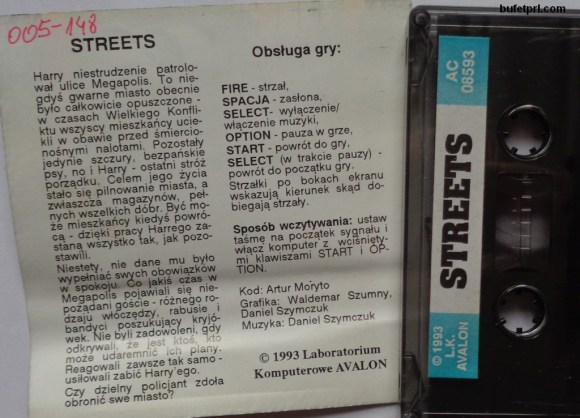 bufetprl.com
005-148
STREETS
Harry niestrudzenie patrolo-
wał ulice Megapolis. To nie-
gdyś gwarne miasto obecnie
było całkowicie opuszczone -
w czasach Wielkiego Konfli-
ktu wszyscy mieszkańcy ucie-
kli w obawie przed śmiercio-
nośnymi nalotami. Pozostały
jedynie szczury, bezpańskie
psy, no i Harry - ostatni stróż
porządku. Celem jego życia
stało się pilnowanie miasta, a
zwłaszcza magazynów, peł-
nych wszelkich dóbr. Być mo-
że mieszkańcy kiedyś powró-
cą - dzięki pracy Harrego za-
staną wszystko tak, jak pozo-
stawili.
Niestety, nie dane mu było
wypełniać swych obowiązków
w spokoju. Co jakiś czas w
Megapolis pojawiali się nie-
pożądani goście - różnego ro-
dzaju włóczędzy, rabusie i
bandyci poszukujący kryjó-
wek. Nie byli zadowoleni, gdy
odkrywali, że jest ktoś, kto
może udaremnić ich plany.
Reagowali zawsze tak samo -
usiłowali zabić Harry'ego.
Czy dzielny policjant zdoła
obronić swe miasto?
Obsługa gry:
FIRE - strzał,
SPACJA - zasłona,
SELECT- wyłączenie/
włączenie muzyki,
OPTION - pauza w grze,
START - powrót do gry,
SELECT (w trakcie pauzy) -
powrót do początku gry,
Strzałki po bokach ekranu
wskazują kierunek skąd do-
biegają strzały.
Sposób wczytywania: ustaw
taśmę na początek sygnału i
włącz komputer z wciśnięty-
mi klawiszami START i OP-
TION.
Kod: Artur Moryto
Grafika: Waldemar Szumny,
Daniel Szymczuk
Muzyka: Daniel Szymczuk
© 1993 Laboratorium
Komputerowe AVALON
AC
08593
STREETS
© 1993
L.K.
AVALON